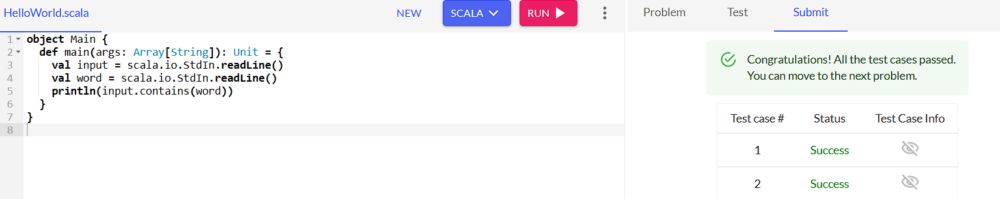 HelloWorld.scala
NEW
SCALA
RUN
1 object Main {
2 def main(args: Array[String]): Unit = {
3 val input = scala.io.StdIn.readLine()
4 val word = scala.io.StdIn.readLine()
5 println(input.contains(word))
6 }
7 }
8
Problem Test Submit
Congratulations! All the test cases passed.
You can move to the next problem.
Test case # Status Test Case Info
1 Success
2 Success